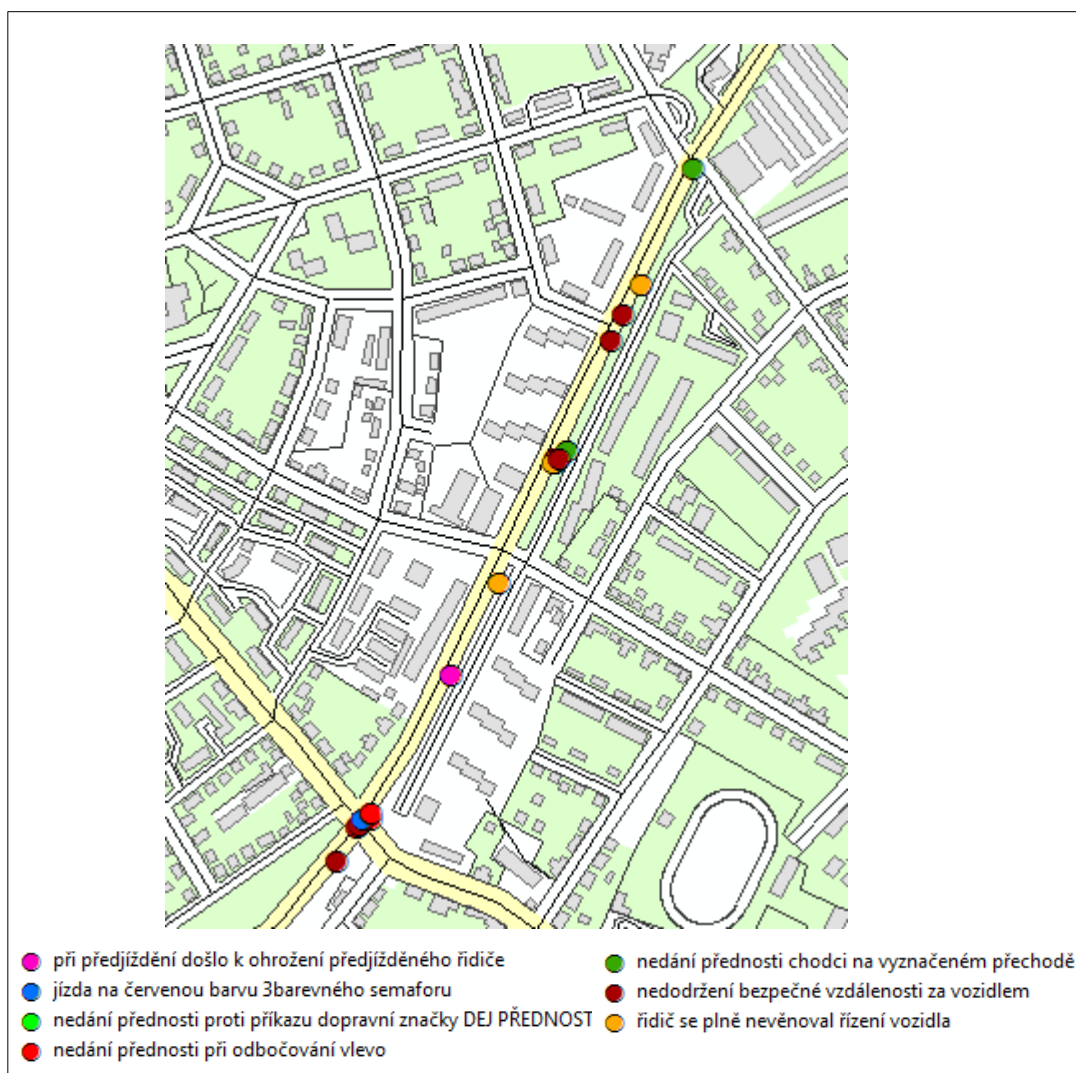 při předjíždění došlo k ohrožení předjížděného řidiče
jízda na červenou barvu 3barevného semaforu
nedání přednosti proti příkazu dopravní značky DEJ PŘEDNOST
nedání přednosti při odbočování vlevo
nedání přednosti chodci na vyznačeném přechodě
nedodržení bezpečné vzdálenosti za vozidlem
řidič se plně nevěnoval řízení vozidla